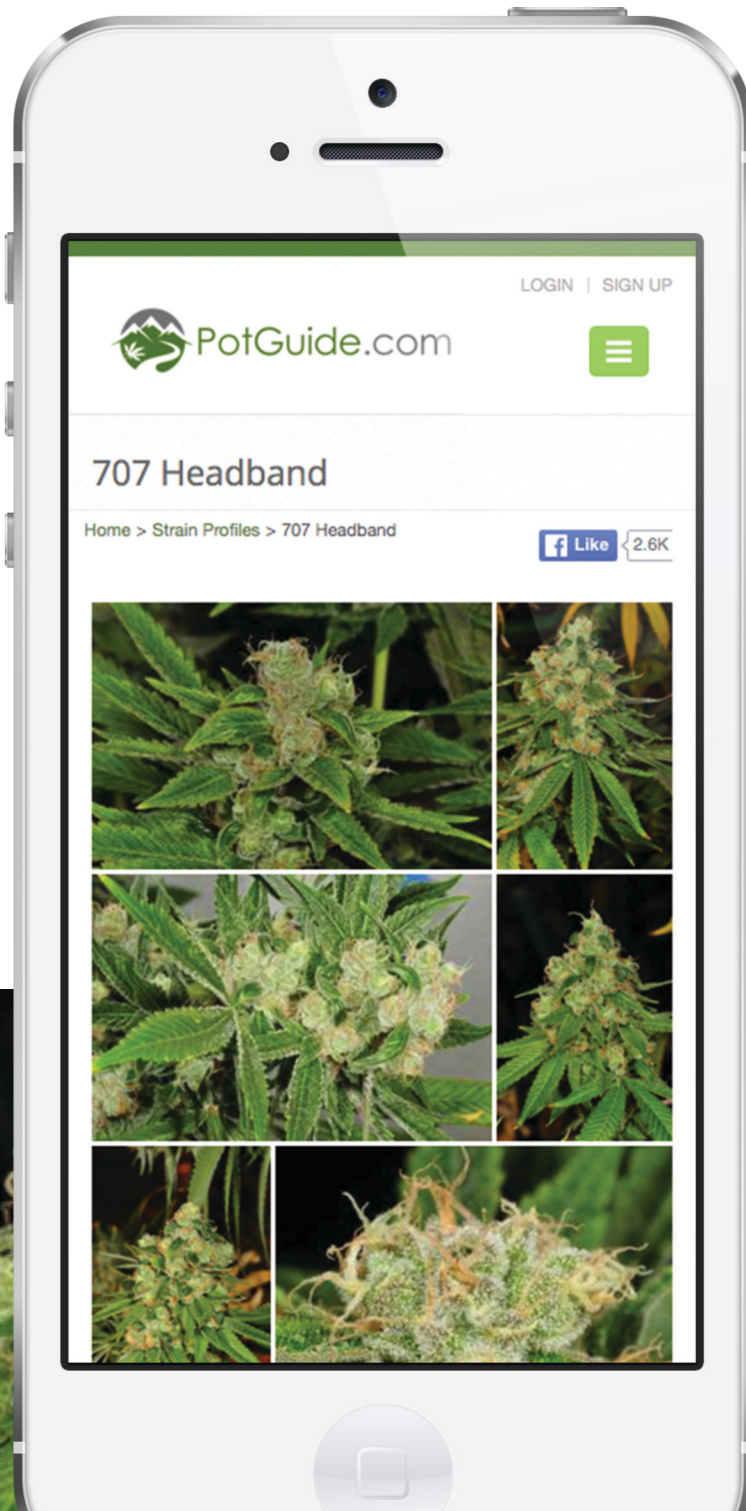 LOGIN | SIGN UP
PotGuide.com
707 Headband
Home > Strain Profiles > 707 Headband
Like 2.6K